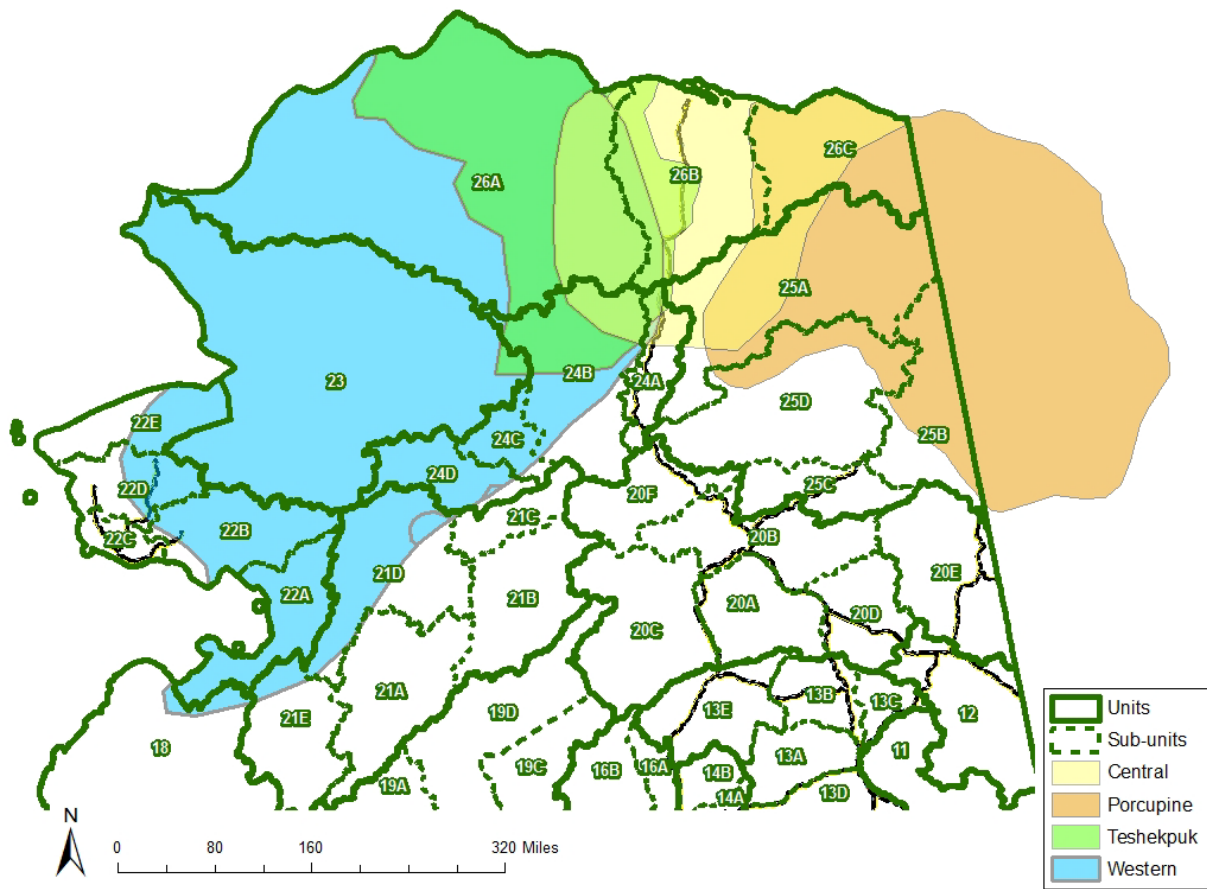 26C
26B
26A
25A
23
24B
24A
25D
22E
25B
24C
24D
22D
25C
20F
21C
22B
22C
20B
21D
20E
22A
21B
20A
20D
20C
21A
13B
13C
19D
13E
12
21E
18
11
13A
19C
16B
16A
14B
19A
14A
13D
Units
Sub-units
Central
Porcupine
Teshekpuk
Western
N
0 80 160 320 Miles